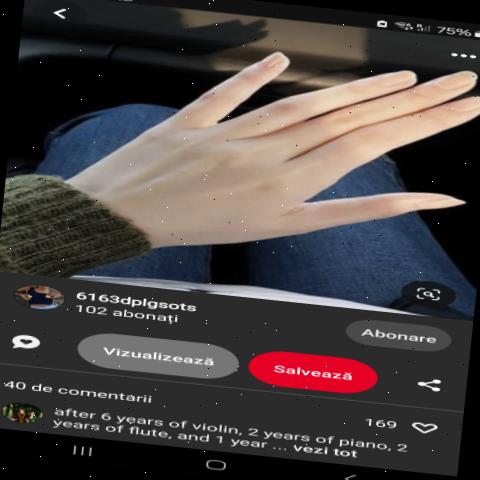 75%
6163dplgsots
102 abonați
Abonare
Vizualizează
Salvează
40 de comentarii
after 6 years of violin, 2 years of piano, 2
years of flute, and 1 year ... vezi tot
169